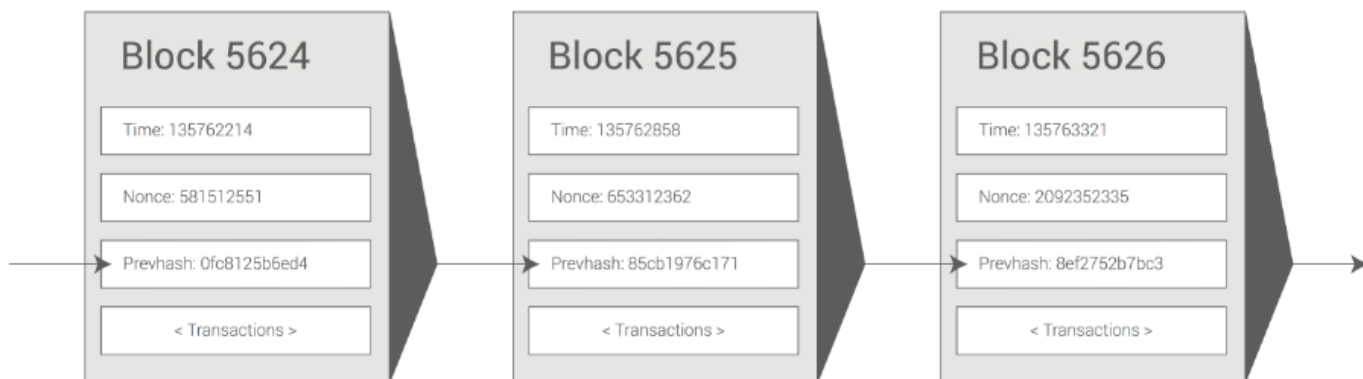 Block 5624
Time: 135762214
Nonce: 581512551
Prevhash: 0fc8125b6ed4
< Transactions >
Block 5625
Time: 135762858
Nonce: 653312362
Prevhash: 85cb1976c171
< Transactions >
Block 5626
Time: 135763321
Nonce: 2092352335
Prevhash: 8ef2752b7bc3
< Transactions >